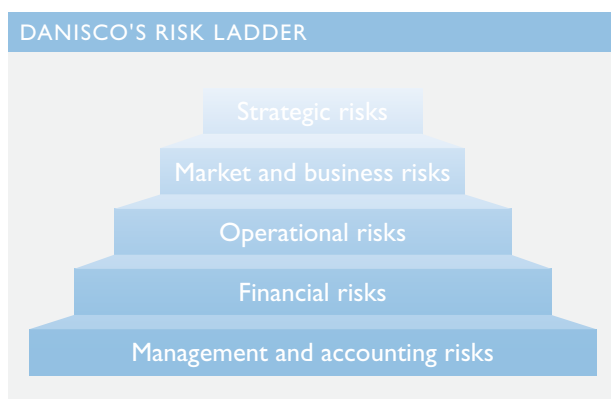 DANISCO'S RISK LADDER
Strategic risks
Market and business risks
Operational risks
Financial risks
Management and accounting risks